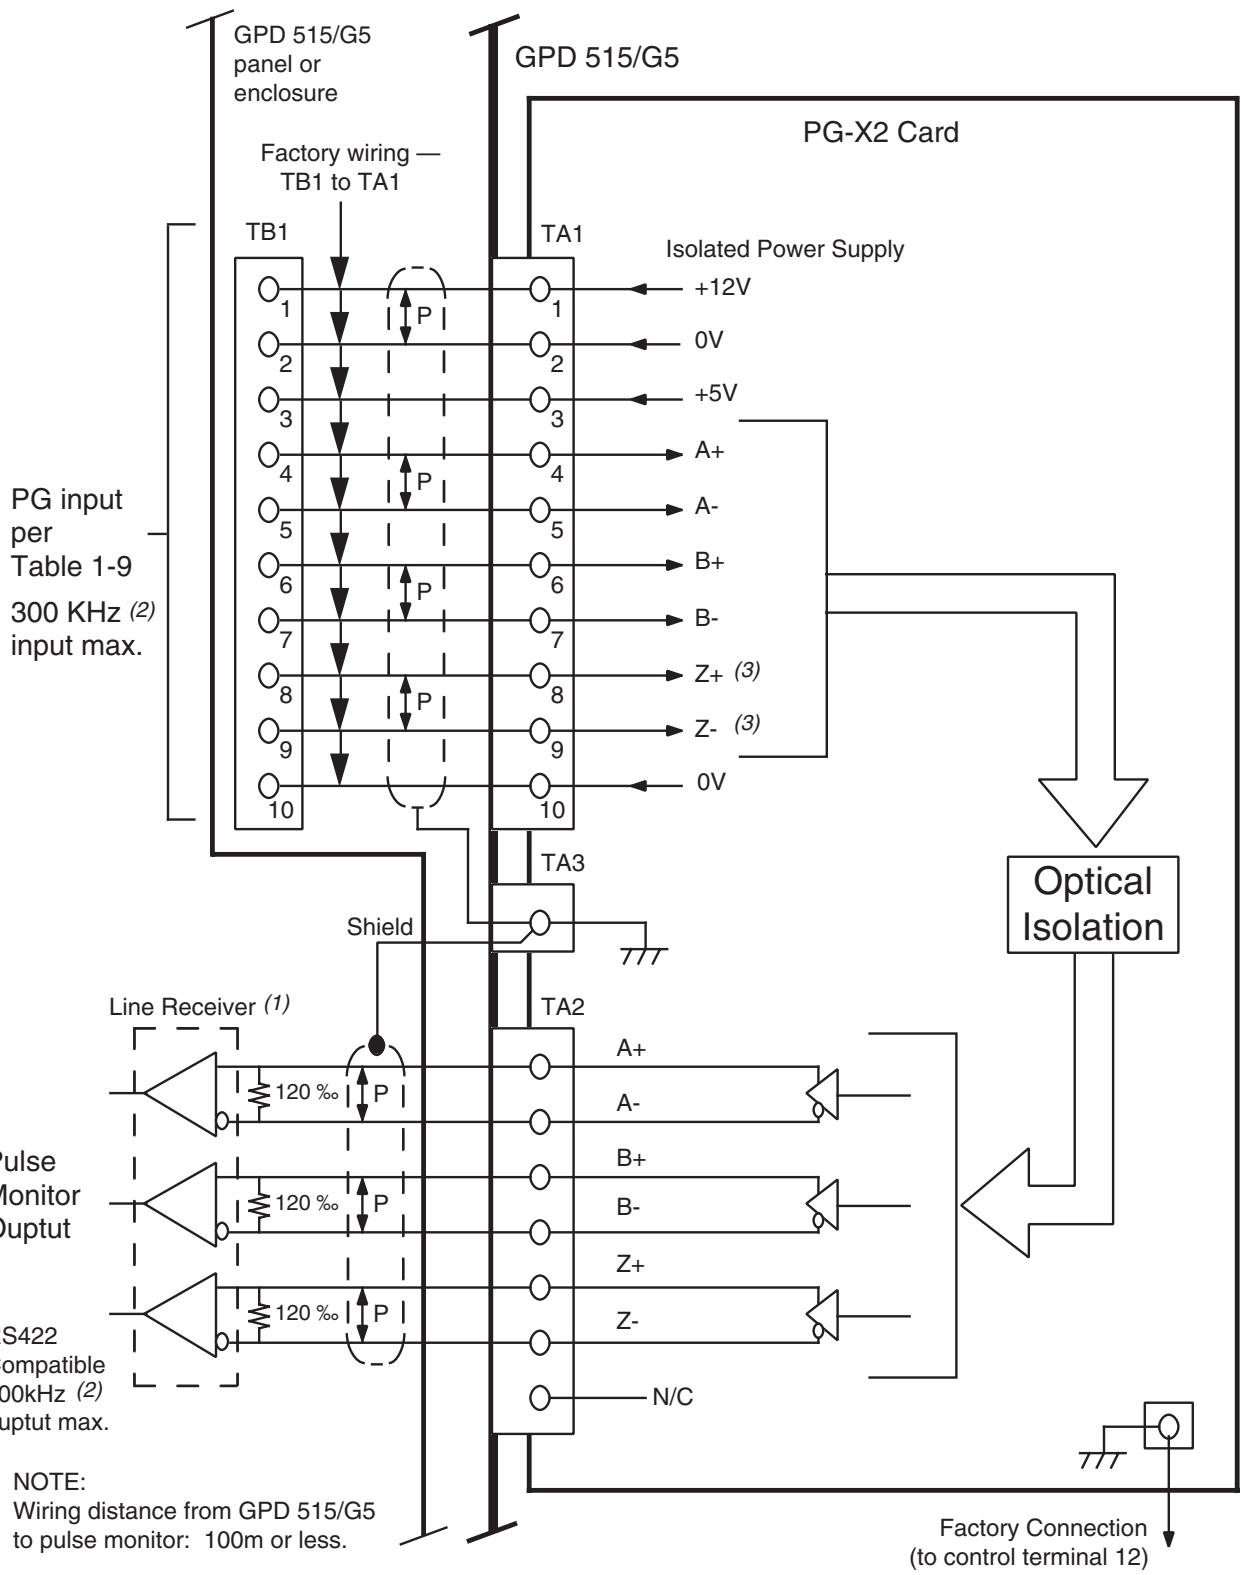 GPD 515/G5
panel or
enclosure
GPD 515/G5
PG-X2 Card
Factory wiring —
TB1 to TA1
TB1
TA1
Isolated Power Supply
1
1
+12V
P
2
2
0V
3
3
+5V
4
4
A+
P
5
5
A-
6
6
B+
P
7
7
B-
8
8
Z+ (3)
P
9
9
Z- (3)
10
10
0V
PG input
per
Table 1-9
300 KHz (2)
input max.
TA3
Optical
Isolation
Shield
Line Receiver (1)
TA2
A+
120 ‰
P
A-
B+
120 ‰
P
B-
Z+
120 ‰
P
Z-
N/C
ulse
onitor
uptut
S422
ompatible
00kHz (2)
uptut max.
NOTE:
Wiring distance from GPD 515/G5
to pulse monitor: 100m or less.
Factory Connection
(to control terminal 12)